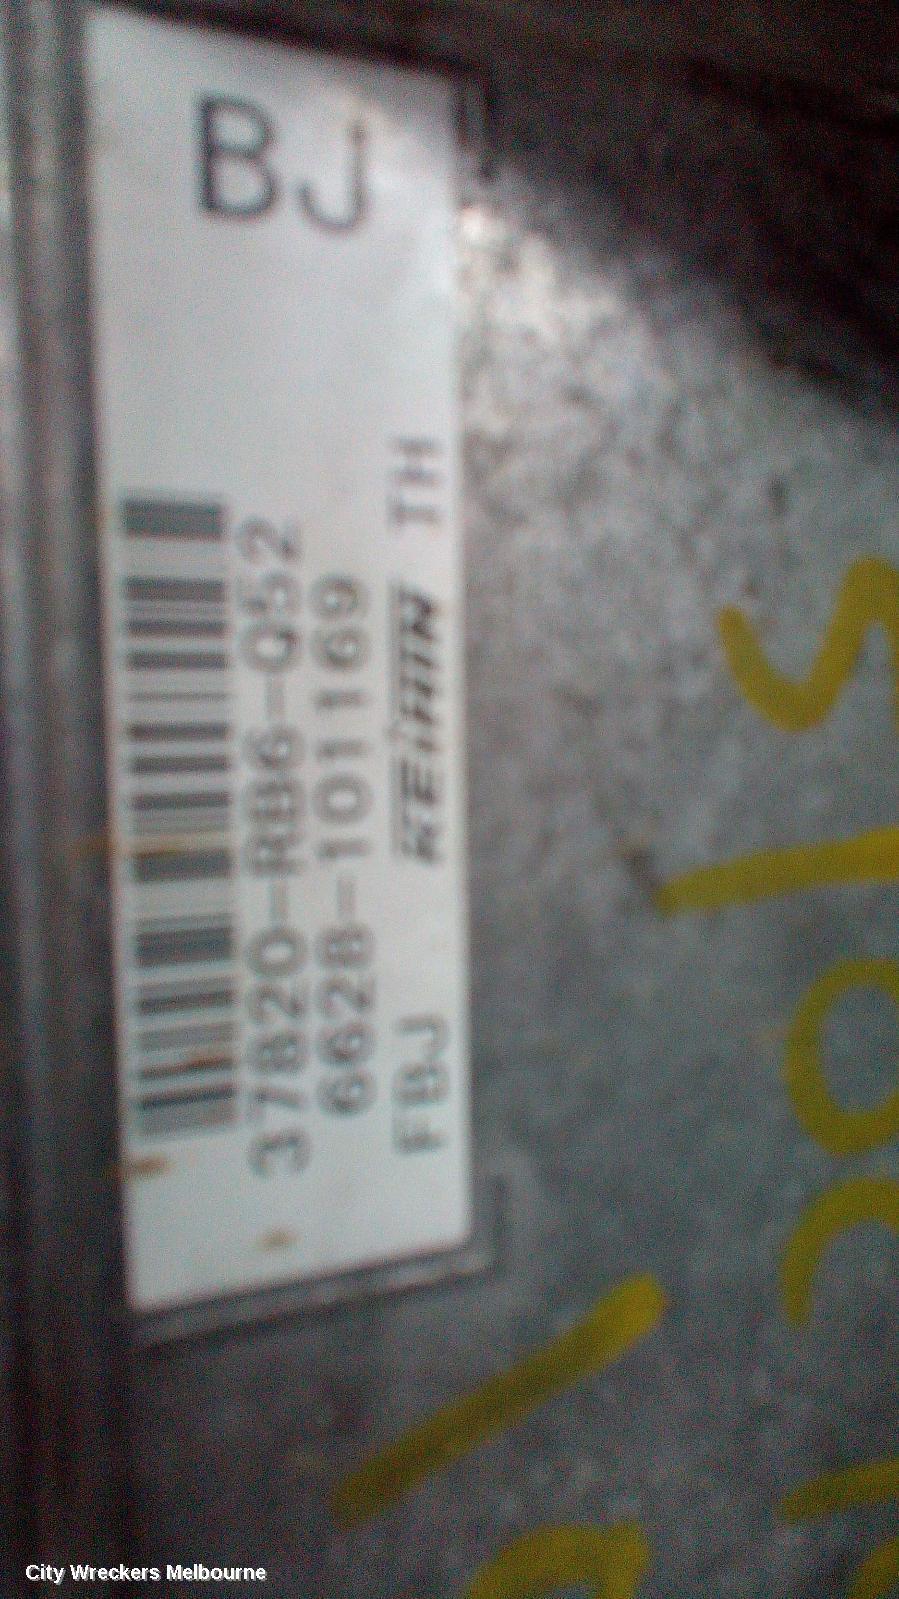 BJ
37820-RB6-Q52
6628-101169
FBJ KEIHIN TH
City Wreckers Melbourne